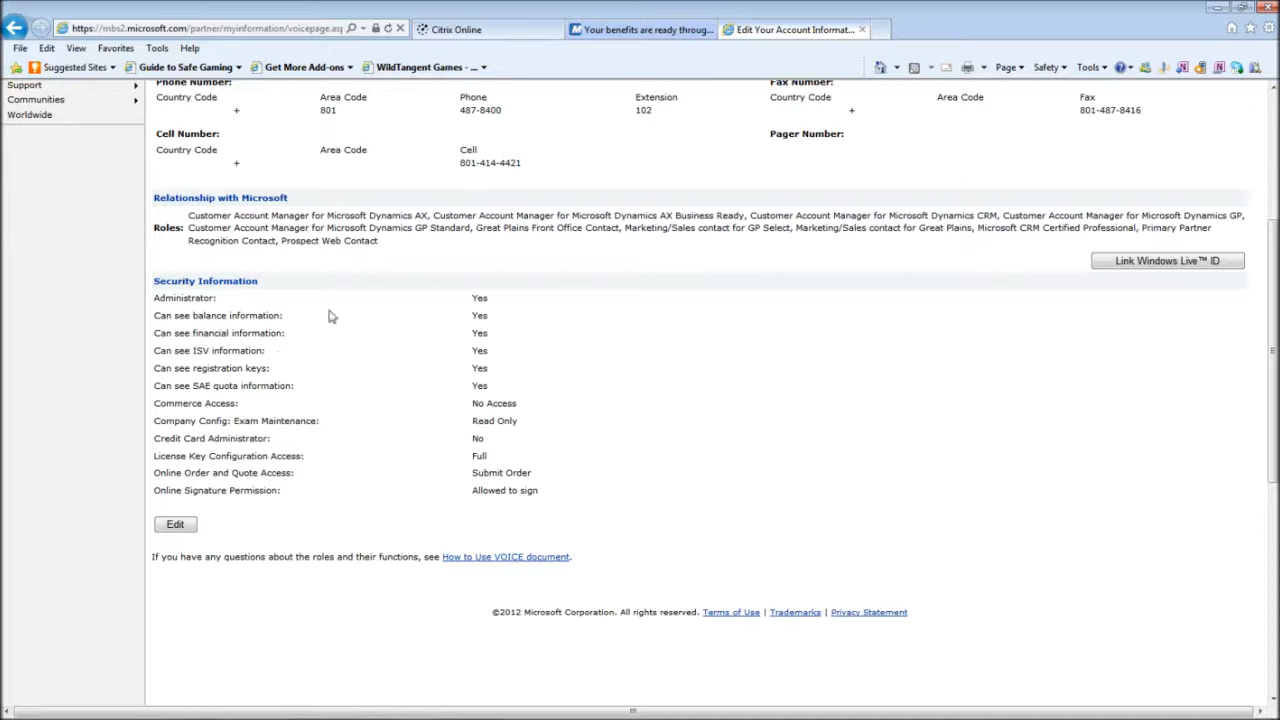 https://mbs2.microsoft.com/partner/myinformation/voicepage.asp
Citrix Online
Your benefits are ready throug...
Edit Your Account Informat...
File Edit View Favorites Tools Help
Suggested Sites Guide to Safe Gaming Get More Add-ons WildTangent Games - ... Page Safety Tools
Support
Communities
Worldwide
Phone Number: Fax Number:
Country Code Area Code Phone Extension Country Code Area Code Fax
+ 801 487-8400 102 + 801-487-8416
Cell Number: Pager Number:
Country Code Area Code Cell
+ 801-414-4421
Relationship with Microsoft
Customer Account Manager for Microsoft Dynamics AX, Customer Account Manager for Microsoft Dynamics AX Business Ready, Customer Account Manager for Microsoft Dynamics CRM, Customer Account Manager for Microsoft Dynamics GP,
Roles: Customer Account Manager for Microsoft Dynamics GP Standard, Great Plains Front Office Contact, Marketing/Sales contact for GP Select, Marketing/Sales contact for Great Plains, Microsoft CRM Certified Professional, Primary Partner
Recognition Contact, Prospect Web Contact
Link Windows Live™ ID
Security Information
Administrator: Yes
Can see balance information: Yes
Can see financial information: Yes
Can see ISV information: Yes
Can see registration keys: Yes
Can see SAE quota information: Yes
Commerce Access: No Access
Company Config: Exam Maintenance: Read Only
Credit Card Administrator: No
License Key Configuration Access: Full
Online Order and Quote Access: Submit Order
Online Signature Permission: Allowed to sign
Edit
If you have any questions about the roles and their functions, see How to Use VOICE document.
©2012 Microsoft Corporation. All rights reserved. Terms of Use | Trademarks | Privacy Statement